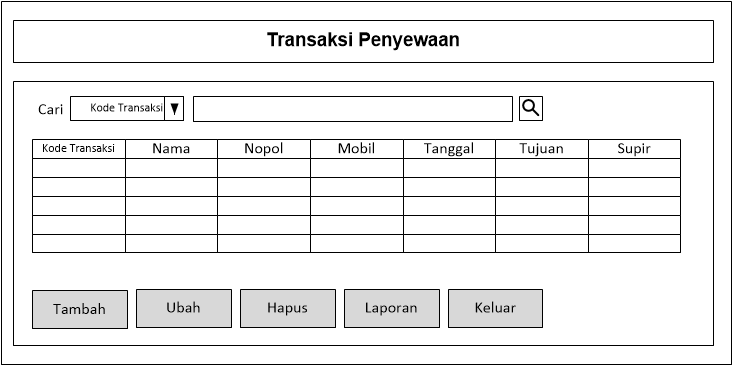 Transaksi Penyewaan
Cari Kode Transaksi
Kode Transaksi Nama Nopol Mobil Tanggal Tujuan Supir
Tambah Ubah Hapus Laporan Keluar